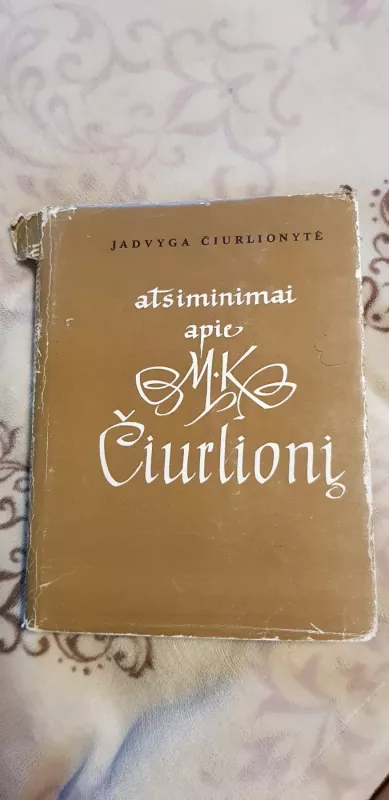 JADVYGA ČIURLIONYTĖ
atsiminimai
apie
M.K
Čiurlionį